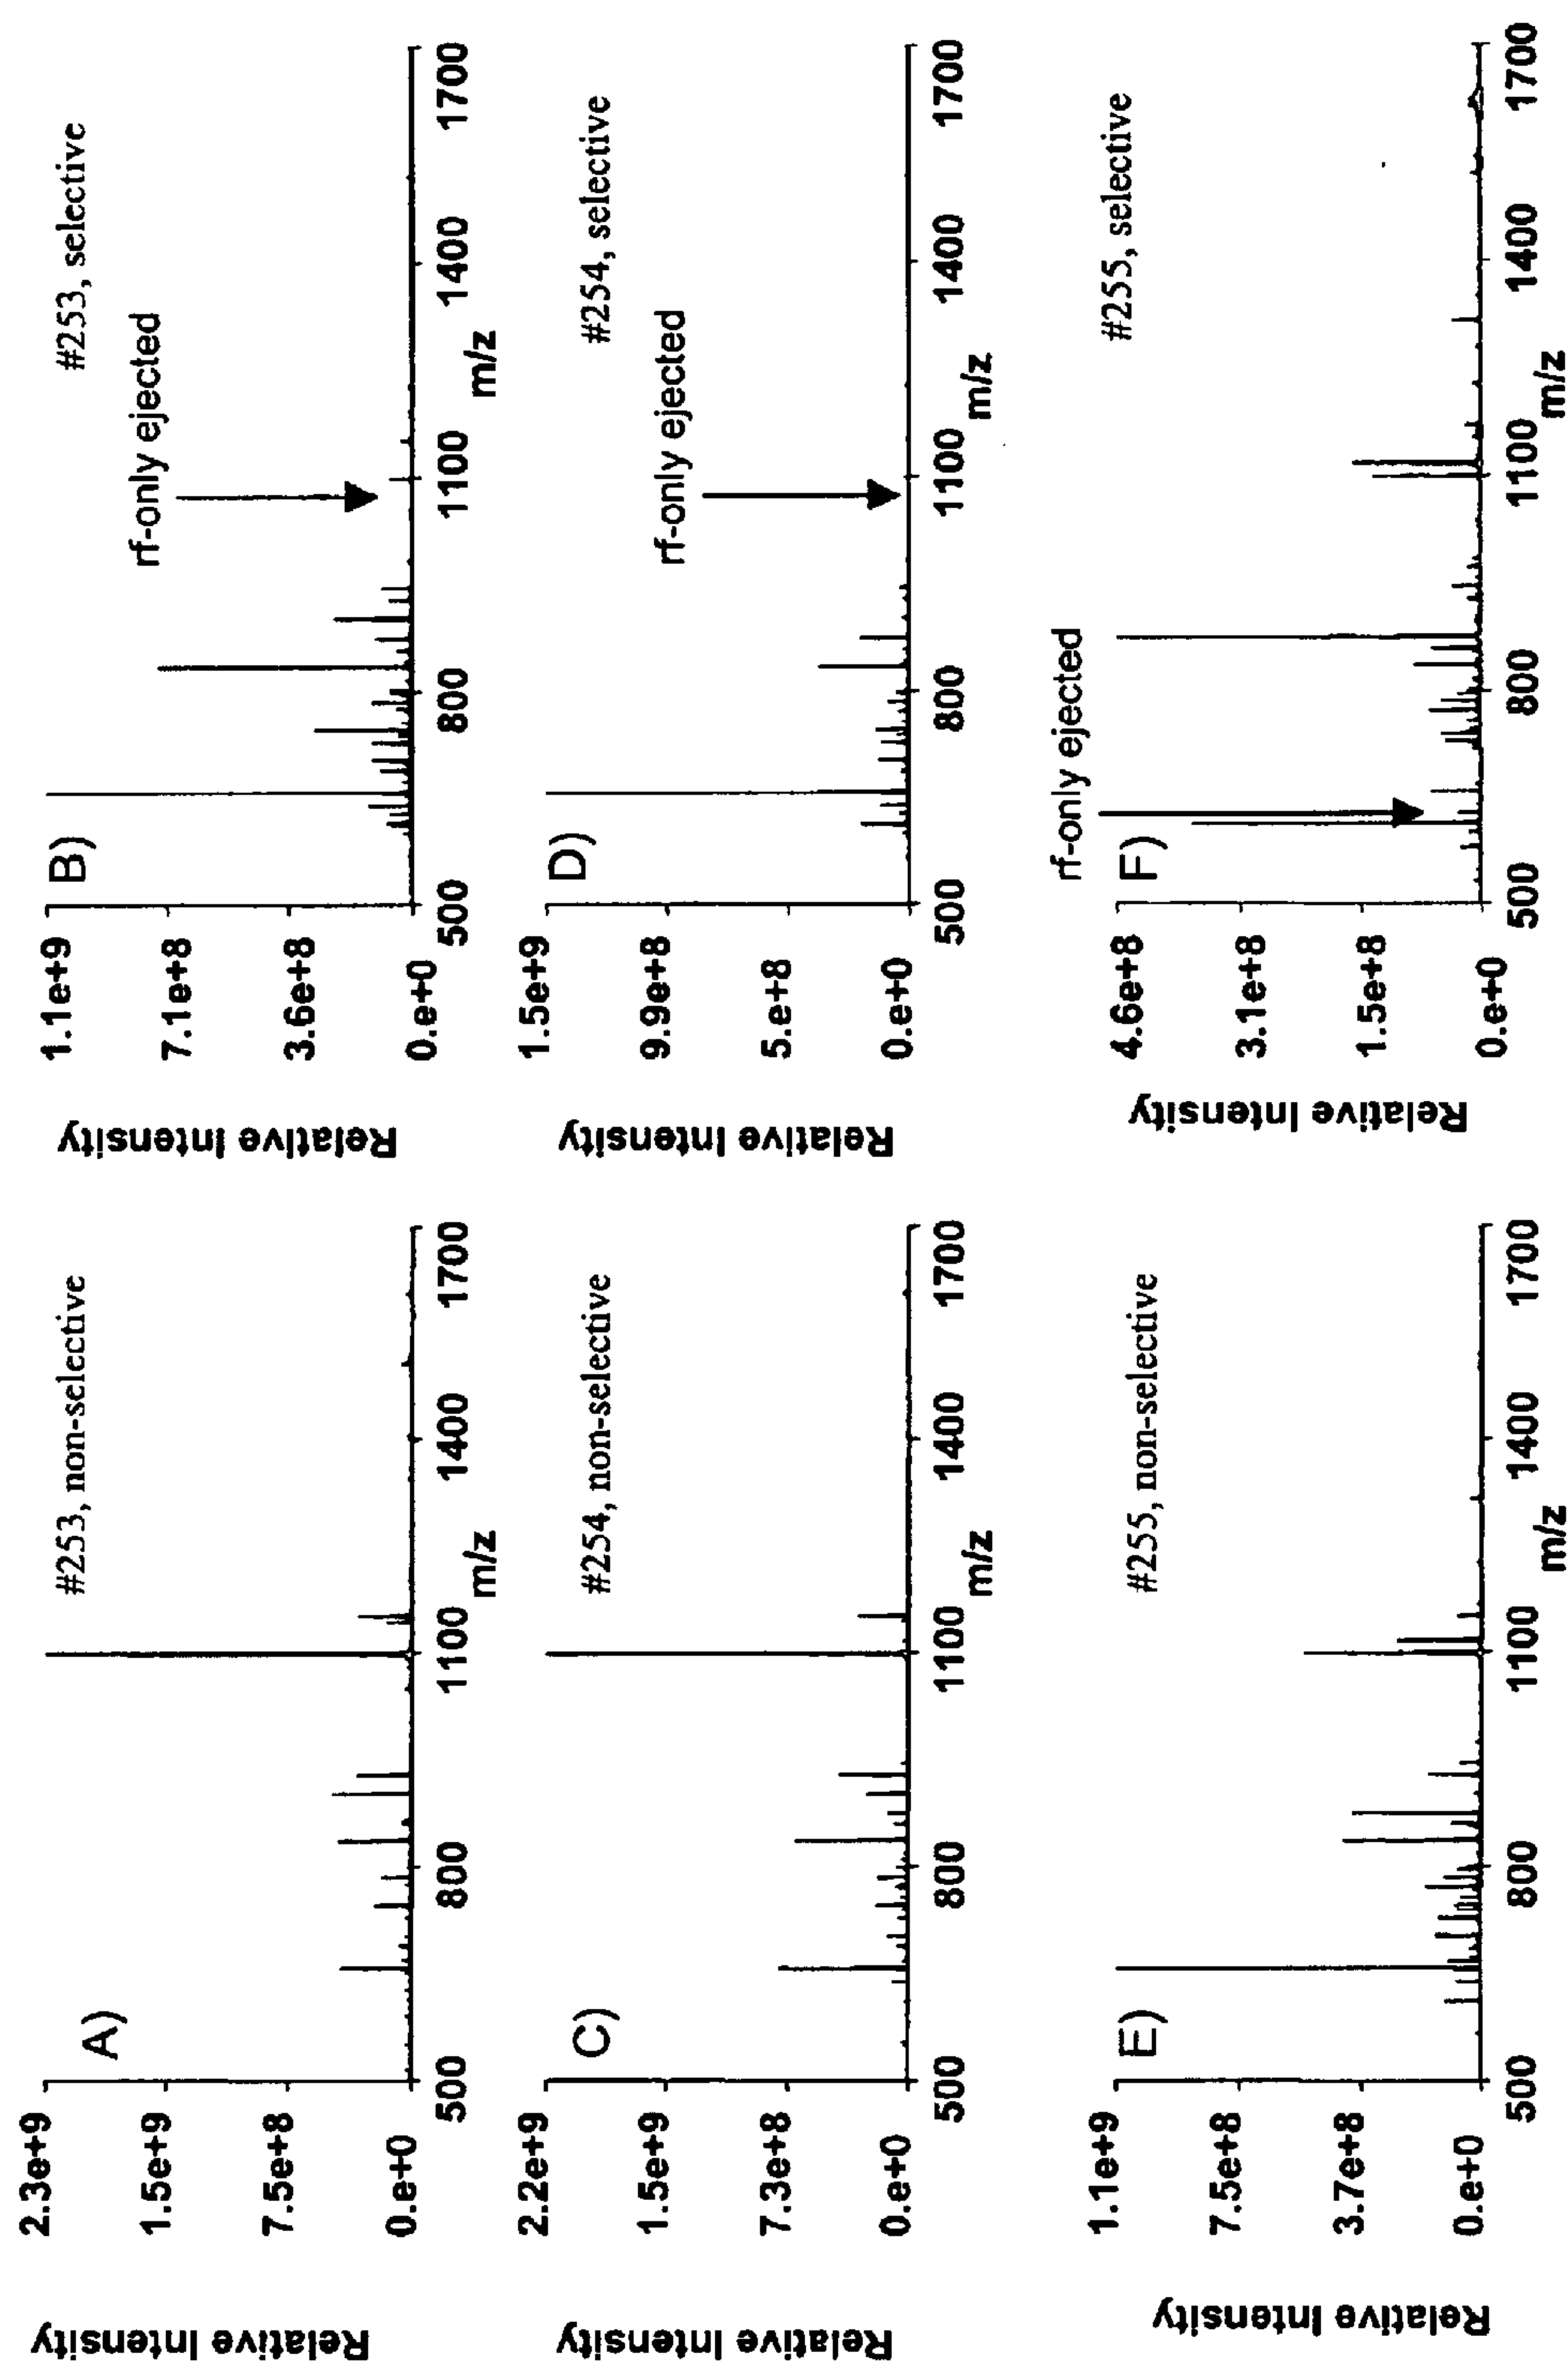 A)
#253, non-selective
Relative Intensity
2.3e+9
1.5e+9
7.5e+8
0.e+0
500
800
1100
1400
1700
m/z
B)
#253, selective
rf-only ejected
Relative intensity
1.1e+9
7.1e+8
3.6e+8
0.e+0
500
800
1100
1400
1700
m/z
C)
#254, non-selective
Relative Intensity
2.2e+9
1.5e+9
7.3e+8
0.e+0
500
800
1100
1400
1700
m/z
D)
#254, selective
rf-only ejected
Relative Intensity
1.5e+9
9.9e+8
5.e+8
0.e+0
500
800
1100
1400
1700
m/z
E)
#255, non-selective
Relative Intensity
1.1e+9
7.5e+8
3.7e+8
0.e+0
500
800
1100
1400
1700
m/z
F)
#255, selective
rf-only ejected
Relative Intensity
4.6e+8
3.1e+8
1.5e+8
0.e+0
500
800
1100
1400
1700
m/z